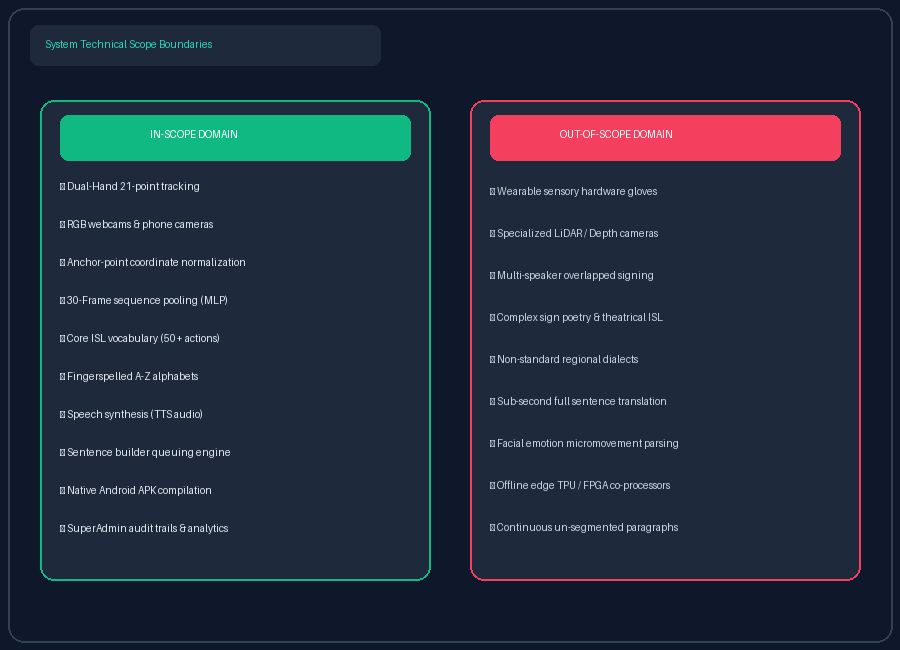 System Technical Scope Boundaries
IN-SCOPE DOMAIN
Dual-Hand 21-point tracking
RGB webcams & phone cameras
Anchor-point coordinate normalization
30-Frame sequence pooling (MLP)
Core ISL vocabulary (50+ actions)
Fingerspelled A-Z alphabets
Speech synthesis (TTS audio)
Sentence builder queuing engine
Native Android APK compilation
SuperAdmin audit trails & analytics
OUT-OF-SCOPE DOMAIN
Wearable sensory hardware gloves
Specialized LiDAR / Depth cameras
Multi-speaker overlapped signing
Complex sign poetry & theatrical ISL
Non-standard regional dialects
Sub-second full sentence translation
Facial emotion micromovement parsing
Offline edge TPU / FPGA co-processors
Continuous un-segmented paragraphs